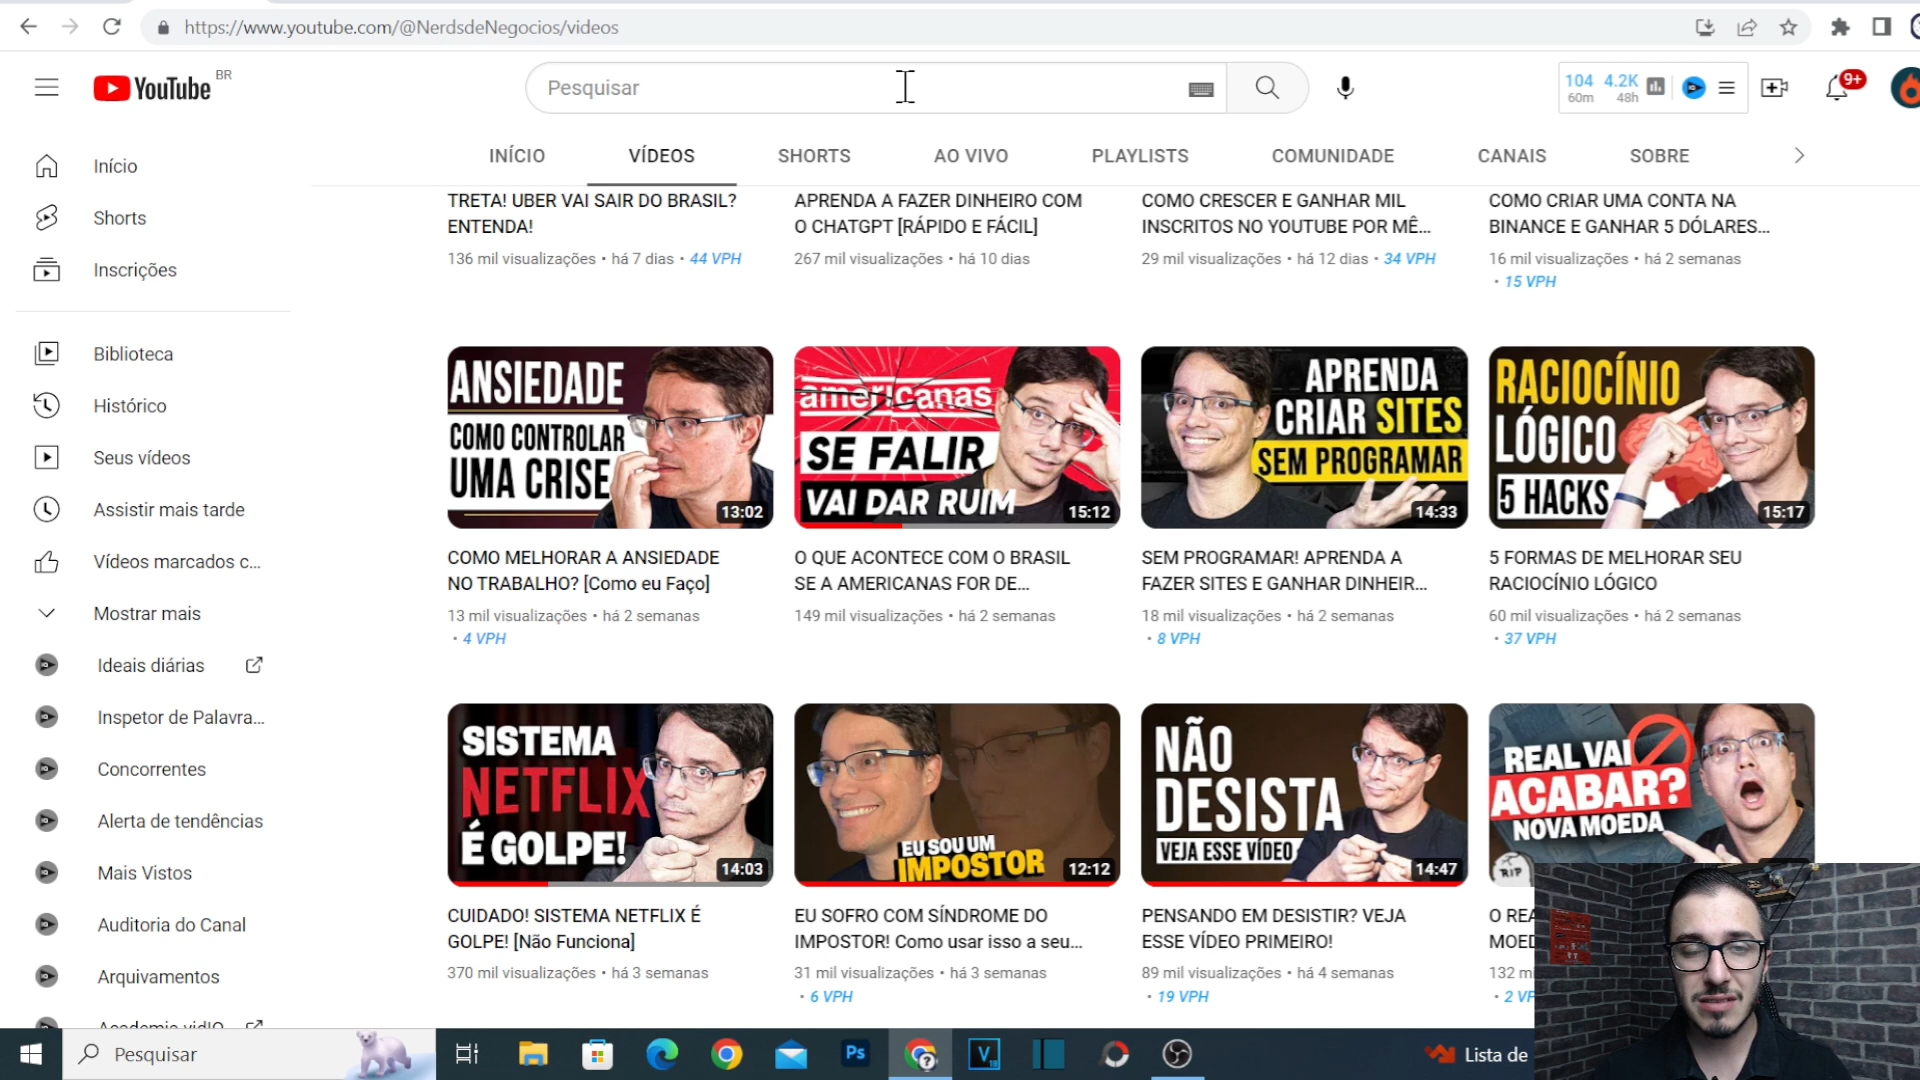 https://www.youtube.com/@NerdsdeNegocios/videos
YouTube BR
Pesquisar
104 4.2K
60m 48h
9+
INÍCIO VÍDEOS SHORTS AO VIVO PLAYLISTS COMUNIDADE CANAIS SOBRE
Início
Shorts
Inscrições
Biblioteca
Histórico
Seus vídeos
Assistir mais tarde
Vídeos marcados c...
Mostrar mais
Ideais diárias
Inspetor de Palavra...
Concorrentes
Alerta de tendências
Mais Vistos
Auditoria do Canal
Arquivamentos
Academia vidIQ
TRETA! UBER VAI SAIR DO BRASIL?
ENTENDA!
136 mil visualizações • há 7 dias • 44 VPH
APRENDA A FAZER DINHEIRO COM
O CHATGPT [RÁPIDO E FÁCIL]
267 mil visualizações • há 10 dias
COMO CRESCER E GANHAR MIL
INSCRITOS NO YOUTUBE POR MÊ...
29 mil visualizações • há 12 dias • 34 VPH
COMO CRIAR UMA CONTA NA
BINANCE E GANHAR 5 DÓLARES...
16 mil visualizações • há 2 semanas
• 15 VPH
ANSIEDADE
COMO CONTROLAR
UMA CRISE
13:02
COMO MELHORAR A ANSIEDADE
NO TRABALHO? [Como eu Faço]
13 mil visualizações • há 2 semanas
• 4 VPH
americanas
SE FALIR
VAI DAR RUIM
15:12
O QUE ACONTECE COM O BRASIL
SE A AMERICANAS FOR DE...
149 mil visualizações • há 2 semanas
APRENDA
CRIAR SITES
SEM PROGRAMAR
14:33
SEM PROGRAMAR! APRENDA A
FAZER SITES E GANHAR DINHEIR...
18 mil visualizações • há 2 semanas
• 8 VPH
RACIOCÍNIO
LÓGICO
5 HACKS
15:17
5 FORMAS DE MELHORAR SEU
RACIOCÍNIO LÓGICO
60 mil visualizações • há 2 semanas
• 37 VPH
SISTEMA
NETFLIX
É GOLPE!
14:03
CUIDADO! SISTEMA NETFLIX É
GOLPE! [Não Funciona]
370 mil visualizações • há 3 semanas
EU SOU UM
IMPOSTOR
12:12
EU SOFRO COM SÍNDROME DO
IMPOSTOR! Como usar isso a seu...
31 mil visualizações • há 3 semanas
• 6 VPH
NÃO
DESISTA
VEJA ESSE VÍDEO
14:47
PENSANDO EM DESISTIR? VEJA
ESSE VÍDEO PRIMEIRO!
89 mil visualizações • há 4 semanas
• 19 VPH
REAL VAI
ACABAR?
NOVA MOEDA
RIP
O REA
MOED
132 mi
• 2 VP
Pesquisar
Ps
V
Lista de